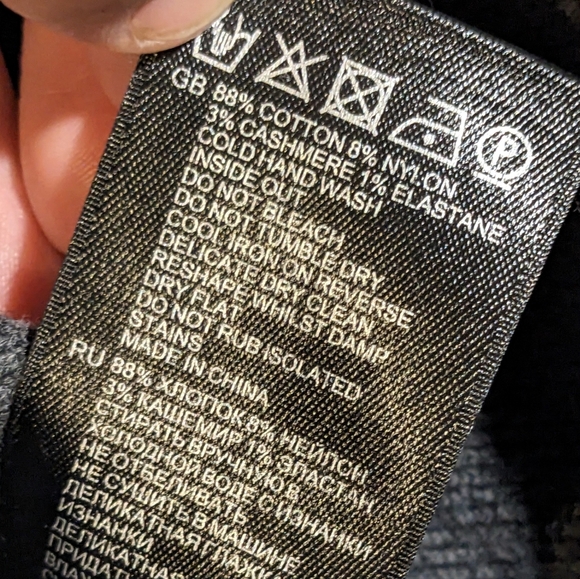 P
GB 88% COTTON 8% NYLON
3% CASHMERE 1% ELASTANE
COLD HAND WASH
INSIDE OUT
DO NOT BLEACH
DO NOT TUMBLE DRY
COOL IRON ON REVERSE
DELICATE DRY CLEAN
RESHAPE WHILST DAMP
DRY FLAT
DO NOT RUB ISOLATED
STAINS
MADE IN CHINA
RU 88% ХЛОПОК 8% НЕЙЛСН
3% КАШЕМИР 1% ЭЛАСТАН
СТИРАТЬ ВРУЧНУЮ В
ХОЛОДНОЙ ВОДЕ С ИЗНАНКИ
НЕ ОТБЕЛИВАТЬ
НЕ СУШИТЬ В МАШИНЕ
ДЕЛИКАТНАЯ ГЛАЖКА
ИЗНАНКИ
ДЕЛИКАТНАЯ